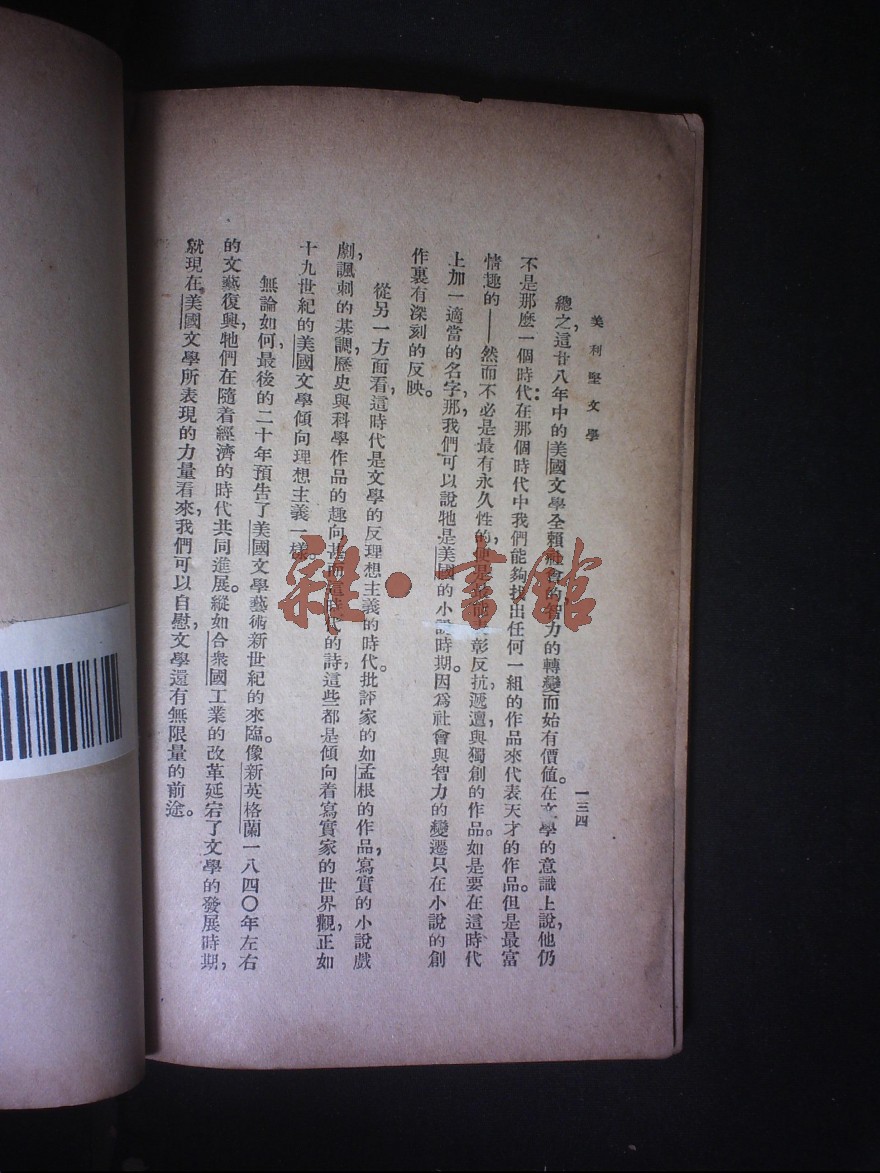 美利堅文學
一三四
總之，這廿八年中的美國文學全賴社會的智力的轉變而始有價値。在文學的意識上說，他仍
不是那麽一個時代：在那個時代中我們能夠找出任何一組的作品來代表天才的作品。但是最富
情趣的——然而不必是最有永久性的，便是彰反抗，遞澶與獨創的作品。如是要在這時代
上加一適當的名字，那，我們可以說牠是美國的小說時期。因爲社會與智力的變遷只在小說的創
作裏有深刻的反映。
從另一方面看，這時代是文學的反理想主義的時代。批評家的如孟根的作品，寫實的小說戲
劇，諷刺的基調，歷史與科學作品的趣向，甚而這時代的詩，這些都是傾向着寫實家的世界觀，正如
十九世紀的美國文學傾向理想主義一樣。
無論如何，最後的二十年預告了美國文學藝術新世紀的來臨。像新英格蘭一八四〇年左右
的文藝復興，牠們在隨着經濟的時代共同進展。縱如合衆國工業的改革延宕了文學的發展時期，
就現在美國文學所表現的力量看來，我們可以自慰，文學還有無限量的前途。
雜·書館